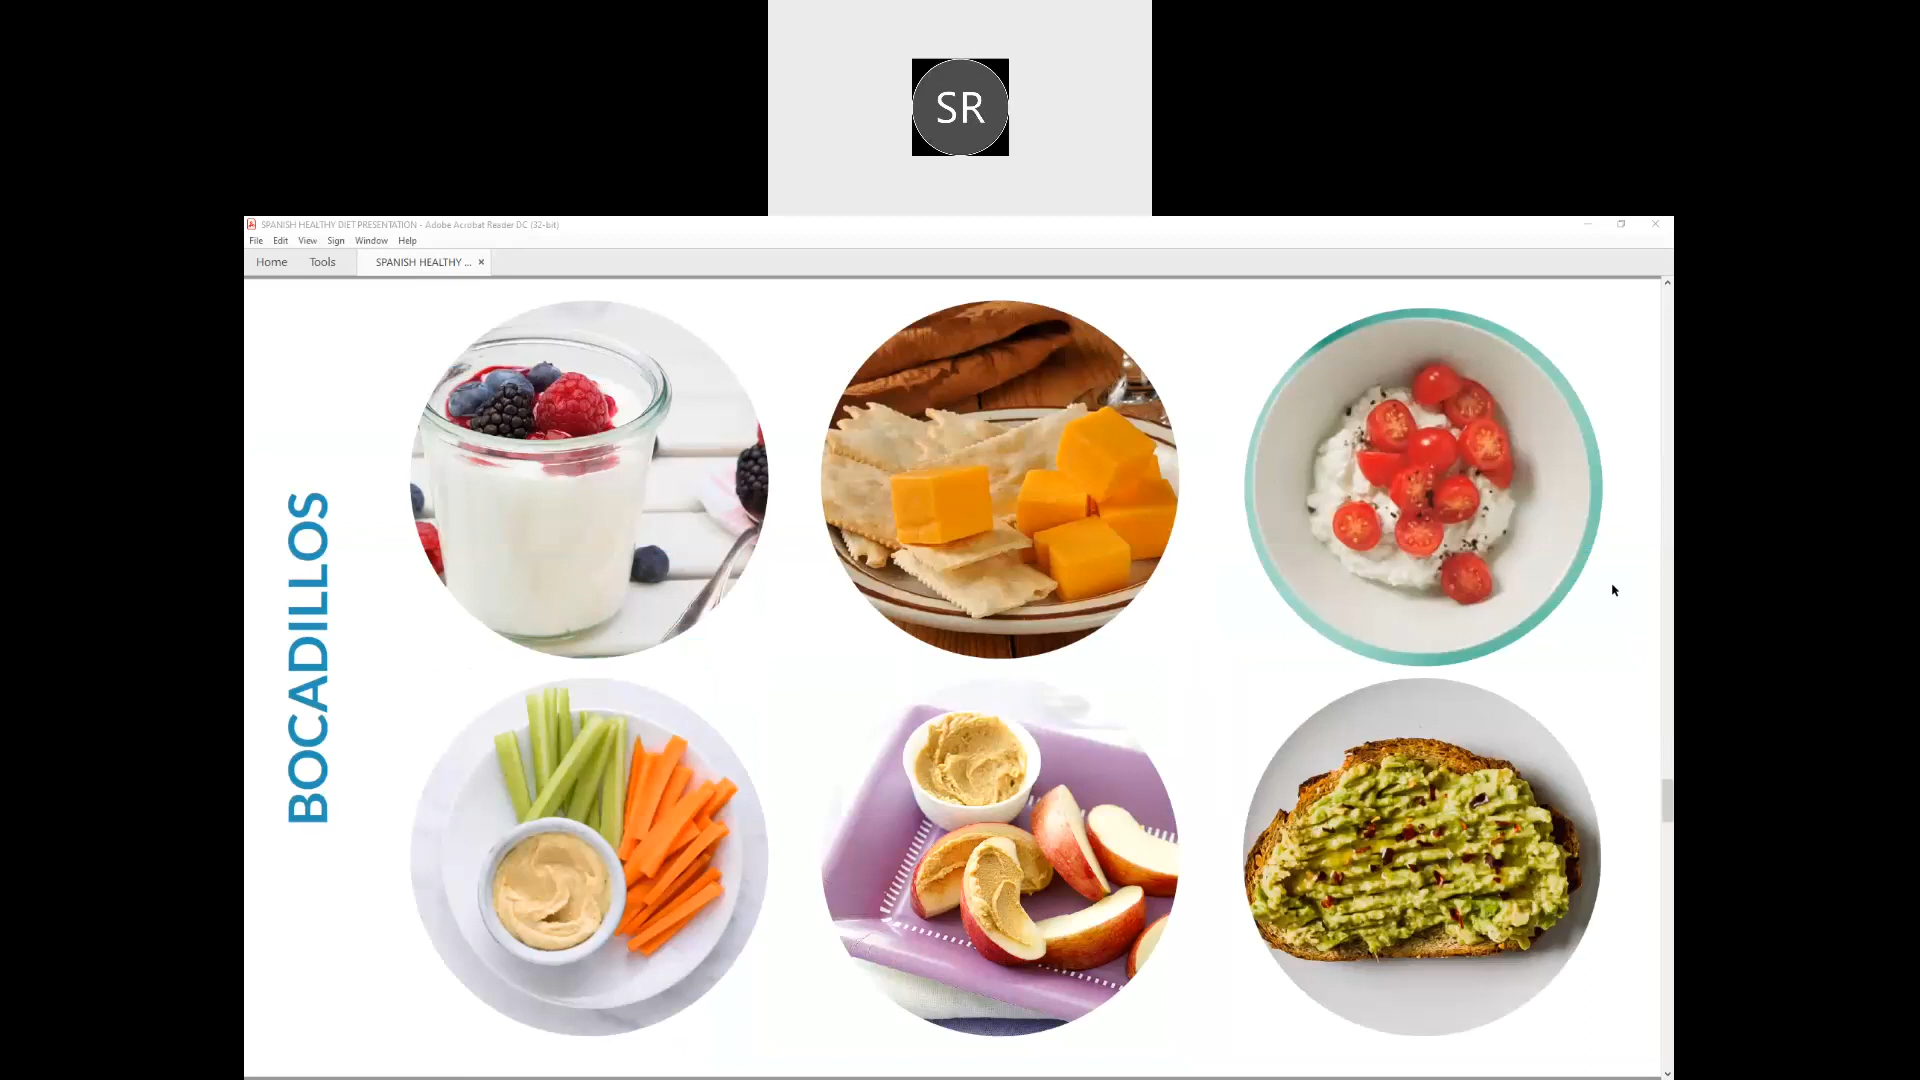 SR
SPANISH HEALTHY DIET PRESENTATION - Adobe Acrobat Reader DC (32-bit)
File Edit View Sign Window Help
Home Tools SPANISH HEALTHY ...
BOCADILLOS